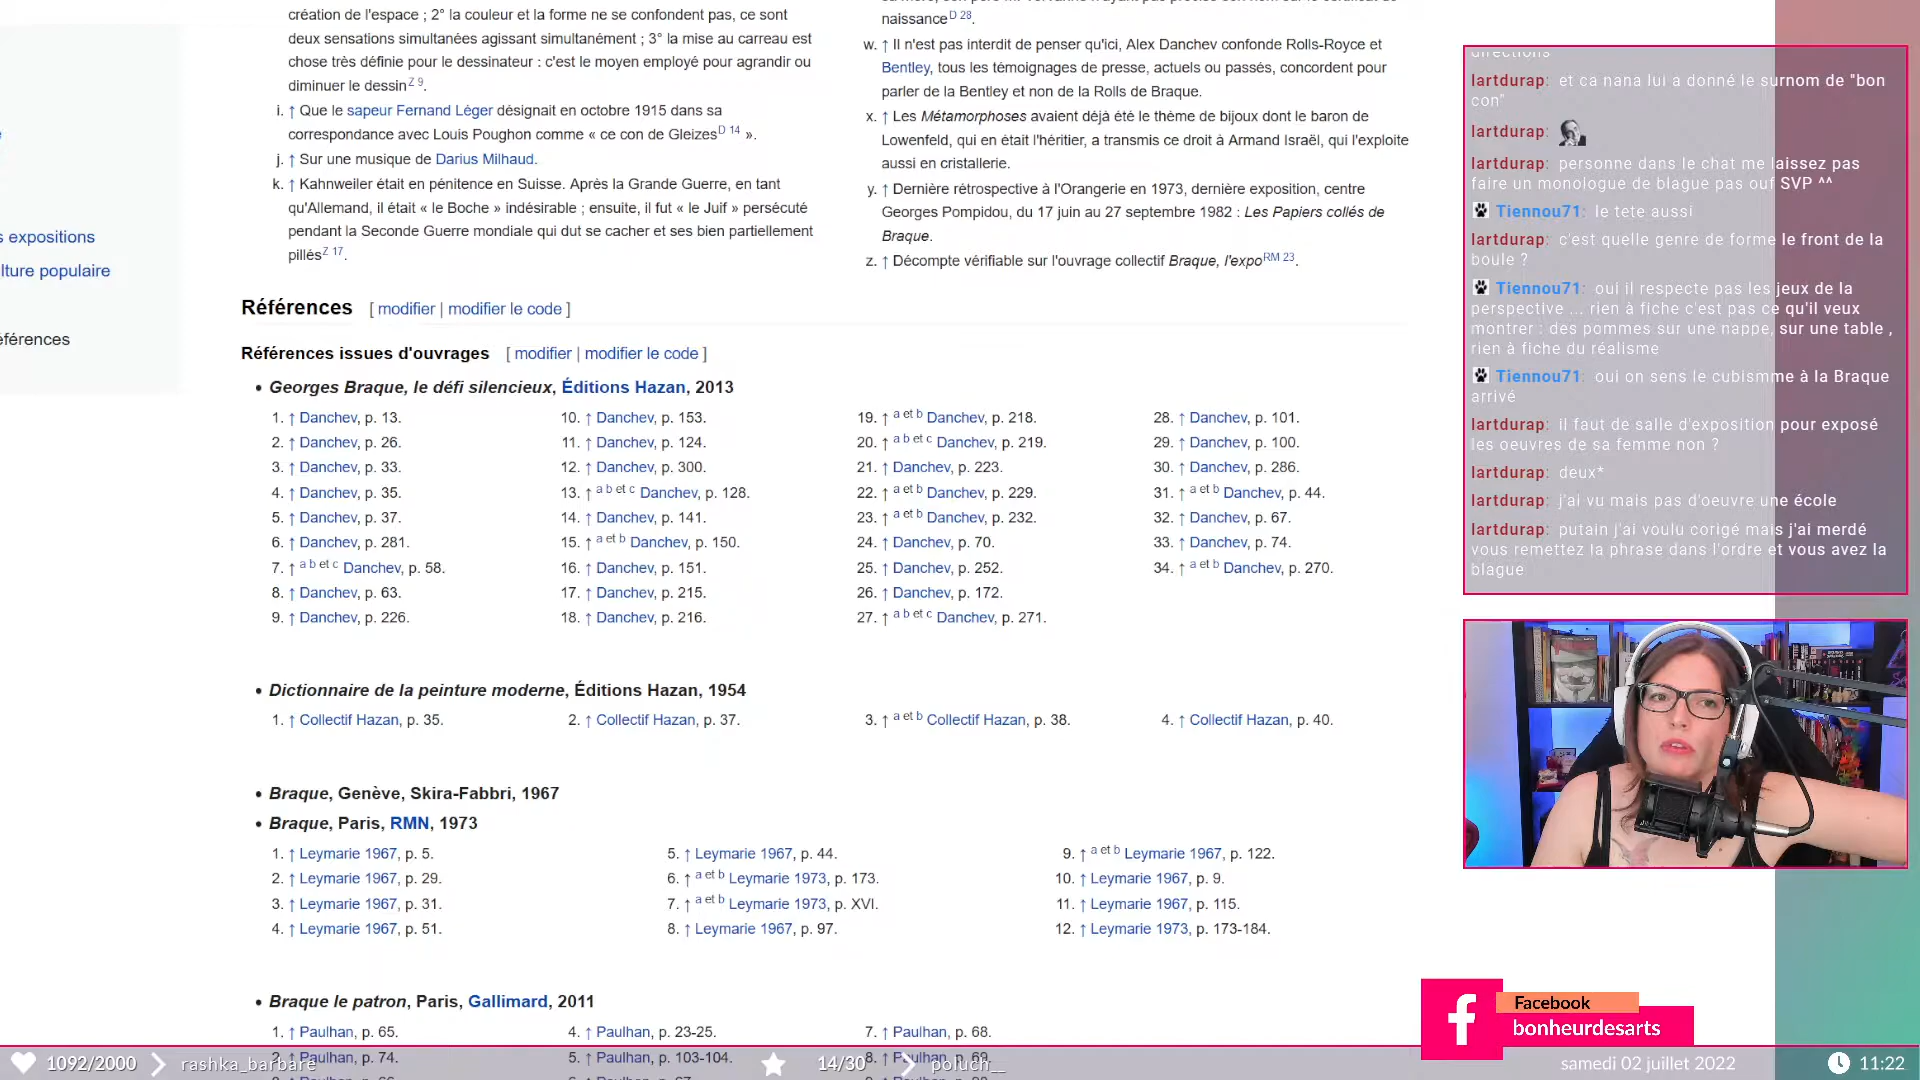 création de l'espace ; 2° la couleur et la forme ne se confondent pas, ce sont
deux sensations simultanées agissant simultanément ; 3° la mise au carreau est
chose très définie pour le dessinateur : c'est le moyen employé pour agrandir ou
diminuer le dessin Z 9.
i. ↑ Que le sapeur Fernand Léger désignait en octobre 1915 dans sa
correspondance avec Louis Poughon comme « ce con de Gleizes D 14 ».
j. ↑ Sur une musique de Darius Milhaud.
k. ↑ Kahnweiler était en pénitence en Suisse. Après la Grande Guerre, en tant
qu'Allemand, il était « le Boche » indésirable ; ensuite, il fut « le Juif » persécuté
pendant la Seconde Guerre mondiale qui dut se cacher et ses bien partiellement
pillés Z 17.
naissance D 28.
w. ↑ Il n'est pas interdit de penser qu'ici, Alex Danchev confonde Rolls-Royce et
Bentley, tous les témoignages de presse, actuels ou passés, concordent pour
parler de la Bentley et non de la Rolls de Braque.
x. ↑ Les Métamorphoses avaient déjà été le thème de bijoux dont le baron de
Lowenfeld, qui en était l'héritier, a transmis ce droit à Armand Israël, qui l'exploite
aussi en cristallerie.
y. ↑ Dernière rétrospective à l'Orangerie en 1973, dernière exposition, centre
Georges Pompidou, du 17 juin au 27 septembre 1982 : Les Papiers collés de
Braque.
z. ↑ Décompte vérifiable sur l'ouvrage collectif Braque, l'expo RM 23.
s expositions
lture populaire
éférences
Références [ modifier | modifier le code ]
Références issues d'ouvrages [ modifier | modifier le code ]
• Georges Braque, le défi silencieux, Éditions Hazan, 2013
1. ↑ Danchev, p. 13.
2. ↑ Danchev, p. 26.
3. ↑ Danchev, p. 33.
4. ↑ Danchev, p. 35.
5. ↑ Danchev, p. 37.
6. ↑ Danchev, p. 281.
7. ↑ a b et c Danchev, p. 58.
8. ↑ Danchev, p. 63.
9. ↑ Danchev, p. 226.
10. ↑ Danchev, p. 153.
11. ↑ Danchev, p. 124.
12. ↑ Danchev, p. 300.
13. ↑ a b et c Danchev, p. 128.
14. ↑ Danchev, p. 141.
15. ↑ a et b Danchev, p. 150.
16. ↑ Danchev, p. 151.
17. ↑ Danchev, p. 215.
18. ↑ Danchev, p. 216.
19. ↑ a et b Danchev, p. 218.
20. ↑ a b et c Danchev, p. 219.
21. ↑ Danchev, p. 223.
22. ↑ a et b Danchev, p. 229.
23. ↑ a et b Danchev, p. 232.
24. ↑ Danchev, p. 70.
25. ↑ Danchev, p. 252.
26. ↑ Danchev, p. 172.
27. ↑ a b et c Danchev, p. 271.
28. ↑ Danchev, p. 101.
29. ↑ Danchev, p. 100.
30. ↑ Danchev, p. 286.
31. ↑ a et b Danchev, p. 44.
32. ↑ Danchev, p. 67.
33. ↑ Danchev, p. 74.
34. ↑ a et b Danchev, p. 270.
• Dictionnaire de la peinture moderne, Éditions Hazan, 1954
1. ↑ Collectif Hazan, p. 35.
2. ↑ Collectif Hazan, p. 37.
3. ↑ a et b Collectif Hazan, p. 38.
4. ↑ Collectif Hazan, p. 40.
• Braque, Genève, Skira-Fabbri, 1967
• Braque, Paris, RMN, 1973
1. ↑ Leymarie 1967, p. 5.
2. ↑ Leymarie 1967, p. 29.
3. ↑ Leymarie 1967, p. 31.
4. ↑ Leymarie 1967, p. 51.
5. ↑ Leymarie 1967, p. 44.
6. ↑ a et b Leymarie 1973, p. 173.
7. ↑ a et b Leymarie 1973, p. XVI.
8. ↑ Leymarie 1967, p. 97.
9. ↑ a et b Leymarie 1967, p. 122.
10. ↑ Leymarie 1967, p. 9.
11. ↑ Leymarie 1967, p. 115.
12. ↑ Leymarie 1973, p. 173-184.
• Braque le patron, Paris, Gallimard, 2011
1. ↑ Paulhan, p. 65.
2. ↑ Paulhan, p. 74.
4. ↑ Paulhan, p. 23-25.
5. ↑ Paulhan, p. 103-104.
7. ↑ Paulhan, p. 68.
8. ↑ Paulhan, p. 69.
directions
lartdurap: et ca nana lui a donné le surnom de "bon
con"
lartdurap:
lartdurap: personne dans le chat me laissez pas
faire un monologue de blague pas ouf SVP ^^
Tiennou71: le tete aussi
lartdurap: c'est quelle genre de forme le front de la
boule ?
Tiennou71: oui il respecte pas les jeux de la
perspective ... rien à fiche c'est pas ce qu'il veux
montrer : des pommes sur une nappe, sur une table ,
rien à fiche du réalisme
Tiennou71: oui on sens le cubismme à la Braque
arrivé
lartdurap: il faut de salle d'exposition pour exposé
les oeuvres de sa femme non ?
lartdurap: deux*
lartdurap: j'ai vu mais pas d'oeuvre une école
lartdurap: putain j'ai voulu corigé mais j'ai merdé
vous remettez la phrase dans l'ordre et vous avez la
blague
Facebook
bonheurdesarts
1092/2000
rashka_barbare
14/30
poluch__
samedi 02 juillet 2022
11:22